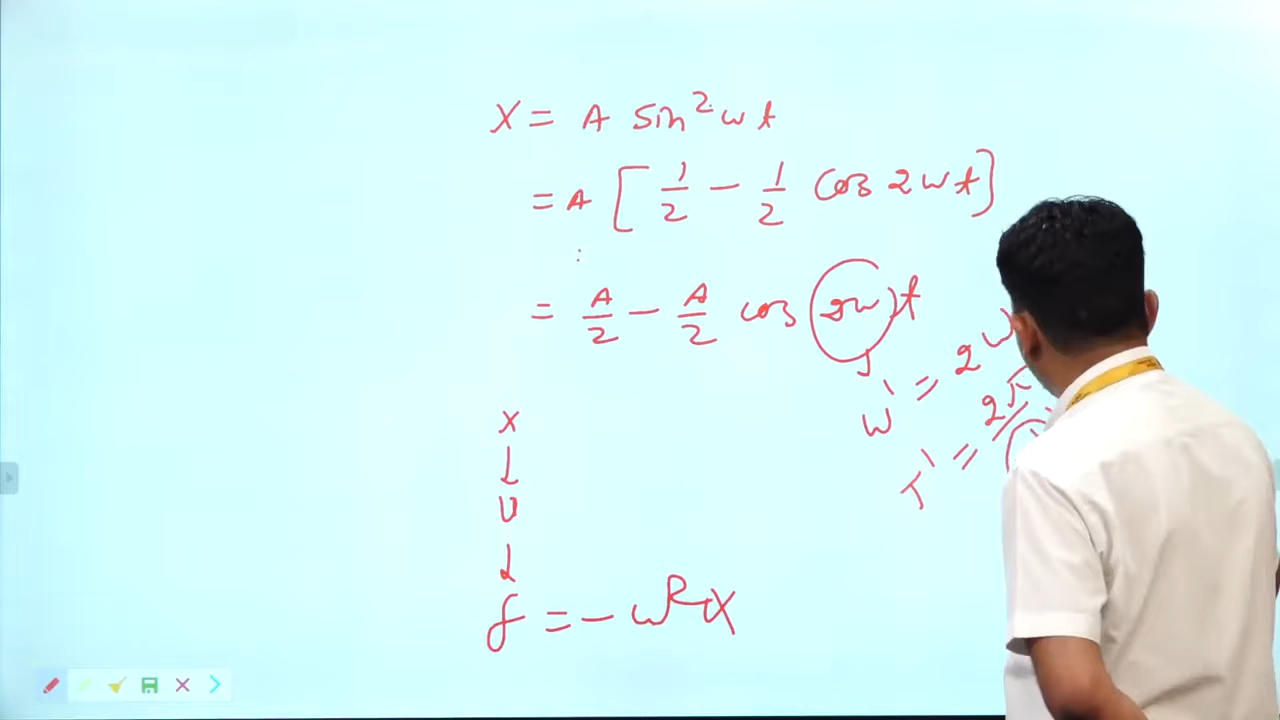 X = A sin²ωt
= A [ 1/2 − 1/2 cos 2ωt ]
= A/2 − A/2 cos (2ω)t
ω' = 2ω
T' = 2π
x
↓
v
↓
f = − ω²x